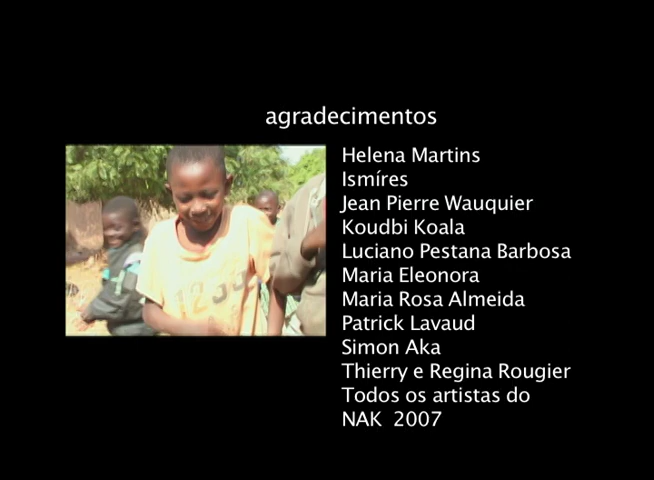 agradecimentos
Helena Martins
Ismíres
Jean Pierre Wauquier
Koudbi Koala
Luciano Pestana Barbosa
Maria Eleonora
Maria Rosa Almeida
Patrick Lavaud
Simon Aka
Thierry e Regina Rougier
Todos os artistas do
NAK 2007